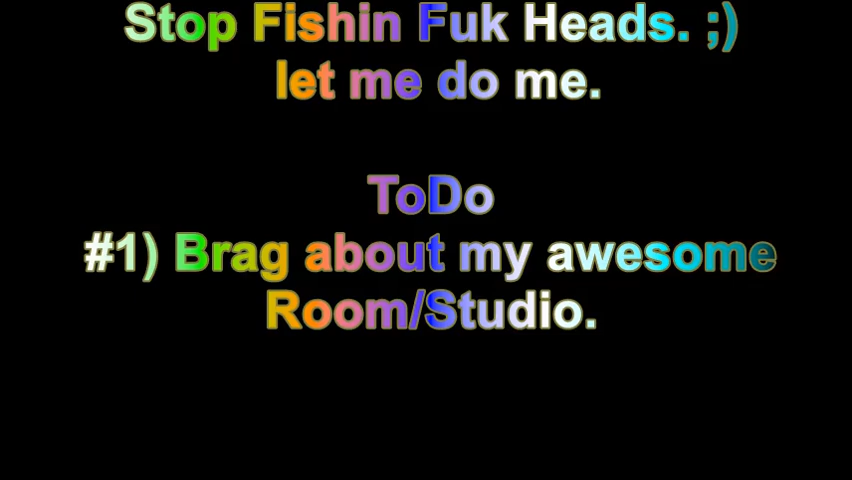 Stop Fishin Fuk Heads. ;)
let me do me.
ToDo
#1) Brag about my awesome
Room/Studio.